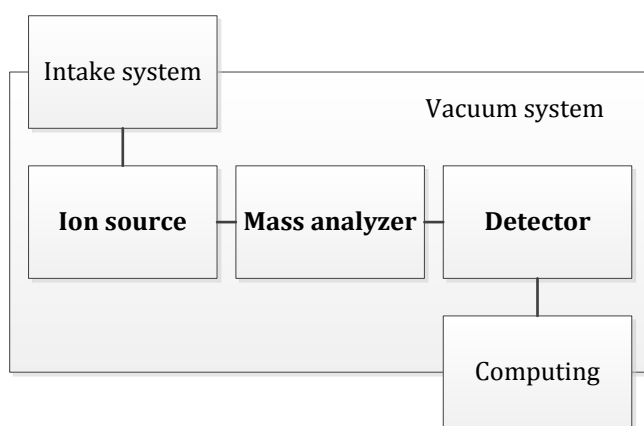 Intake system
Vacuum system
Ion source
Mass analyzer
Detector
Computing